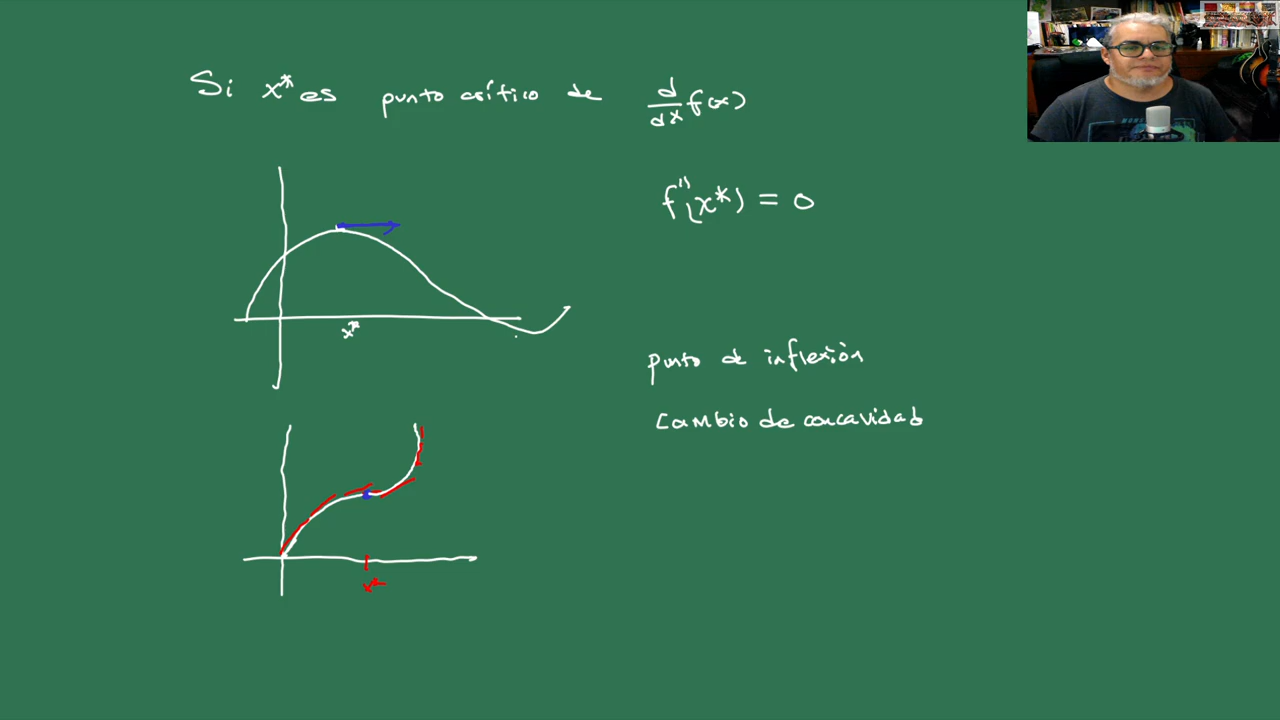 Si x* es punto crítico de d/dx f(x)
f''(x*) = 0
x*
punto de inflexión
Cambio de concavidad
x*